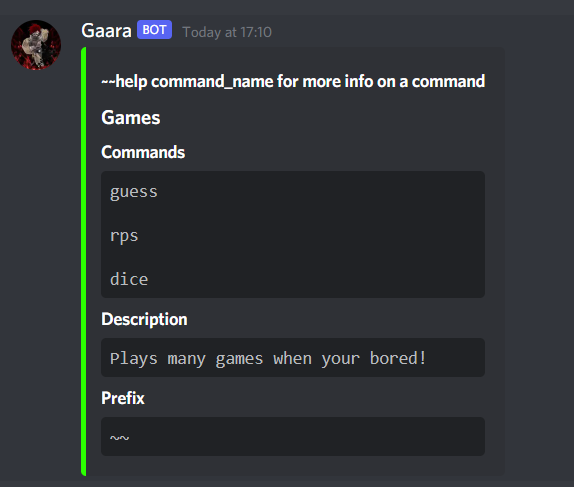 Gaara BOT Today at 17:10
~~help command_name for more info on a command
Games
Commands
guess
rps
dice
Description
Plays many games when your bored!
Prefix
~~